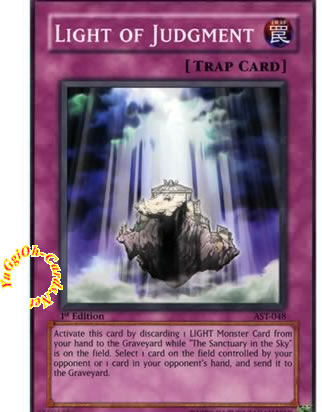 LIGHT OF JUDGMENT
罠
[TRAP CARD]
YuGgiOh-Cards.Net
1st Edition
AST-048
Activate this card by discarding 1 LIGHT Monster Card from
your hand to the Graveyard while "The Sanctuary in the Sky"
is on the field. Select 1 card on the field controlled by your
opponent or 1 card in your opponent's hand, and send it to
the Graveyard.